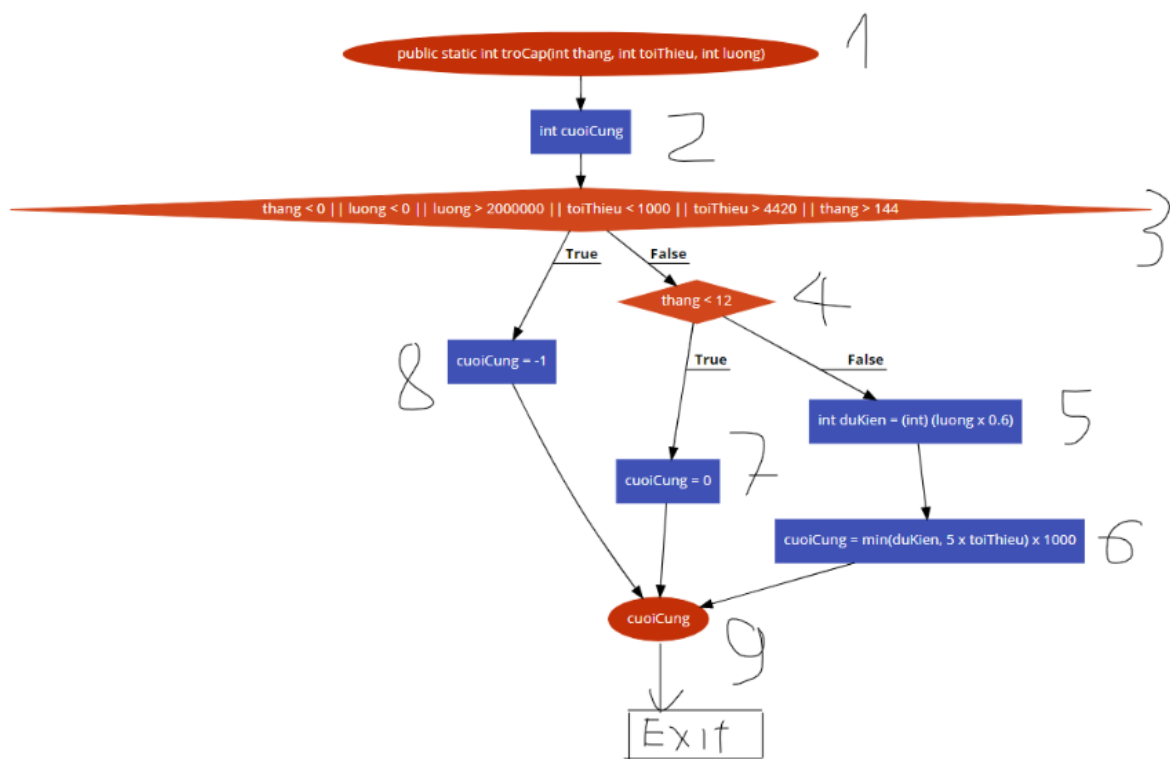 public static int troCap(int thang, int toiThieu, int luong)
1
int cuoiCung
2
thang < 0 || luong < 0 || luong > 2000000 || toiThieu < 1000 || toiThieu > 4420 || thang > 144
3
True
False
thang < 12
4
cuoiCung = -1
8
True
False
int duKien = (int) (luong x 0.6)
5
cuoiCung = 0
7
cuoiCung = min(duKien, 5 x toiThieu) x 1000
6
cuoiCung
9
Exit